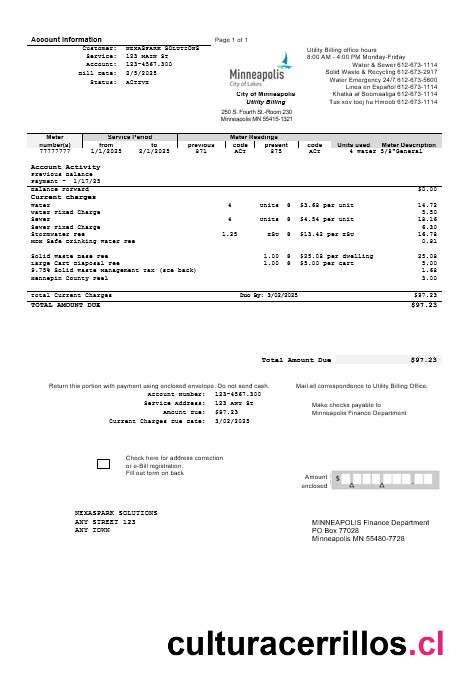 Account Information
Page 1 of 1
Customer: NEXASPARK SOLUTIONS
Service: 123 MAIN St
Account: 123-4567.300
Bill date: 2/5/2025
Status: Active
Minneapolis
City of Lakes
City of Minneapolis
Utility Billing
250 S. Fourth St.-Room 230
Minneapolis MN 55415-1321
Utility Billing office hours
8:00 AM - 4:00 PM Monday-Friday
Water & Sewer 612-673-1114
Solid Waste & Recycling 612-673-2917
Water Emergency 24/7 612-673-5600
Linea en Español 612-673-1114
Khatka af Soomaaliga 612-673-1114
Tus xov tooj hu Hmoob 612-673-1114
Meter Service Period Meter Readings
number(s) from to previous code present code Units used Meter Description
77777777 1/1/2025 2/1/2025 871 ACT 875 ACT 4 Water 5/8"General
Account Activity
Previous Balance
Payment - 1/17/25
Balance Forward $0.00
Current charges
Water 4 Units @ $3.68 per unit 14.72
Water Fixed Charge 5.50
Sewer 4 Units @ $4.54 per unit 18.16
Sewer Fixed Charge 6.30
Stormwater Fee 1.25 ESU @ $13.42 per ESU 16.78
MDH Safe Drinking Water Fee 0.81
Solid Waste Base Fee 1.00 @ $25.08 per dwelling 25.08
Large Cart Disposal Fee 1.00 @ $5.00 per cart 5.00
9.75% Solid Waste Management Tax (see back) 1.68
Hennepin County Feel 3.00
Total Current Charges Due By: 3/02/2025 $97.23
TOTAL AMOUNT DUE $97.23
Total Amount Due $97.23
Return this portion with payment using enclosed envelope. Do not send cash.
Mail all correspondence to Utility Billing Office.
Account Number: 123-4567.300
Service Address: 123 ANY St
Amount Due: $97.23
Current Charges Due Date: 3/02/2025
Make checks payable to
Minneapolis Finance Department
Check here for address correction
or e-Bill registration.
Fill out form on back
Amount
enclosed
$
NEXASPARK SOLUTIONS
ANY STREET 123
ANY TOWN
MINNEAPOLIS Finance Department
PO Box 77028
Minneapolis MN 55480-7728
culturacerrillos.cl